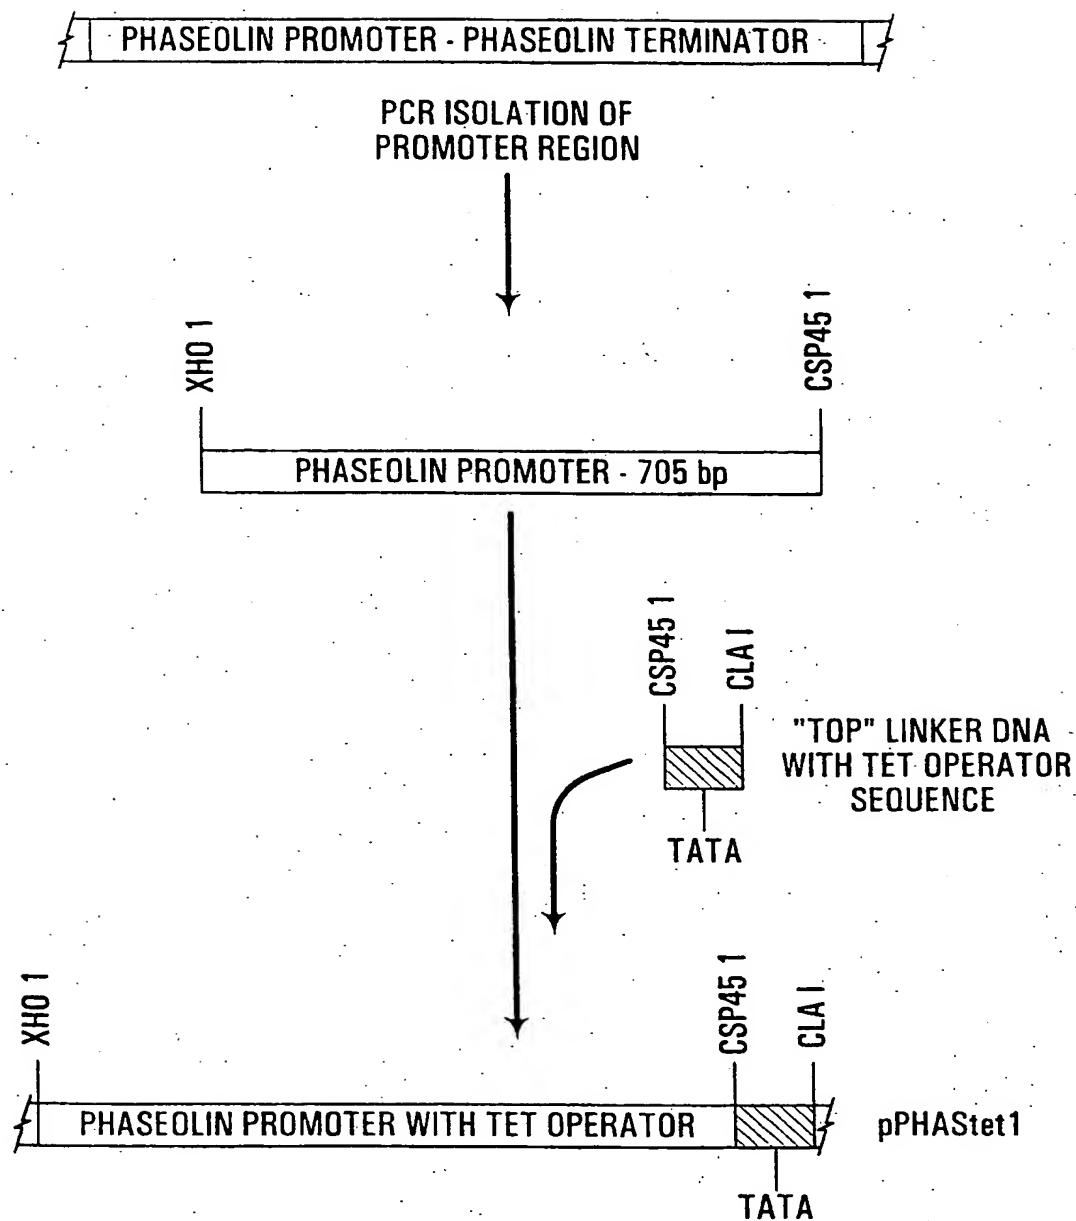 PHASEOLIN PROMOTER - PHASEOLIN TERMINATOR
PCR ISOLATION OF
PROMOTER REGION
XHO 1
CSP45 1
PHASEOLIN PROMOTER - 705 bp
CSP45 1
CLA I
"TOP" LINKER DNA
WITH TET OPERATOR
SEQUENCE
TATA
XHO 1
CSP45 1
CLA I
PHASEOLIN PROMOTER WITH TET OPERATOR
pPHAStet1
TATA